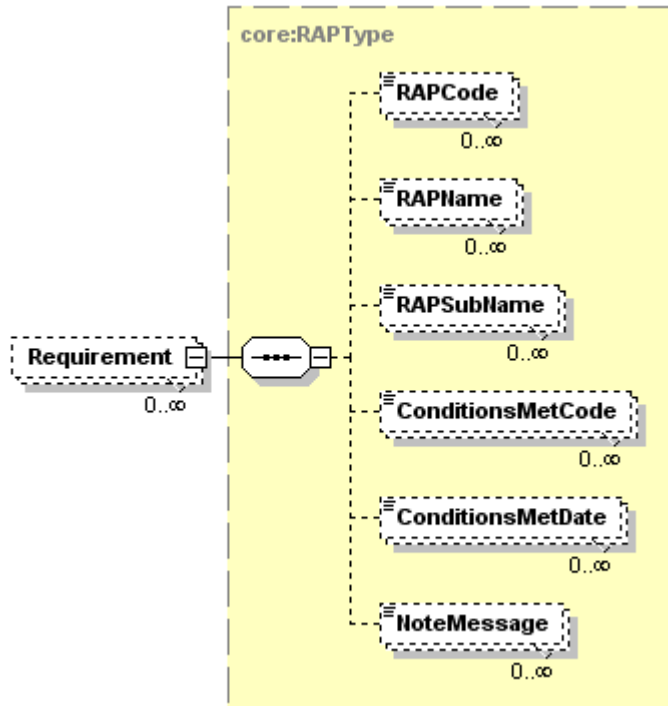 core:RAPType
RAPCode
0..∞
RAPName
0..∞
RAPSubName
0..∞
Requirement
0..∞
ConditionsMetCode
0..∞
ConditionsMetDate
0..∞
NoteMessage
0..∞